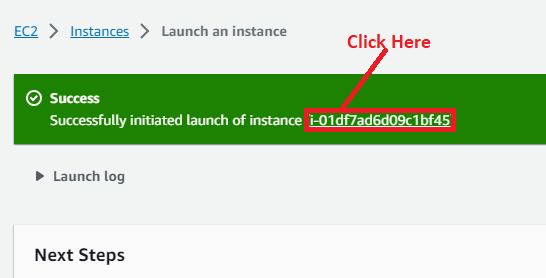 EC2 > Instances > Launch an instance
Click Here
Success
Successfully initiated launch of instance i-01df7ad6d09c1bf45
Launch log
Next Steps